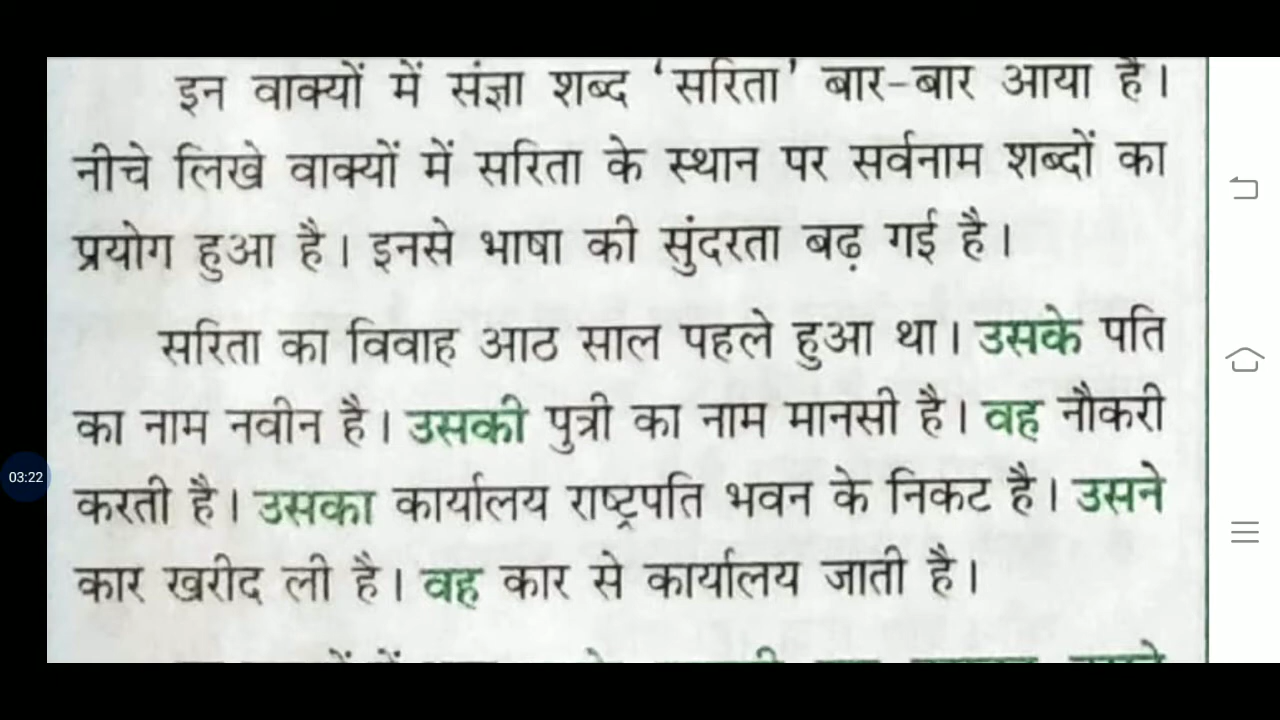 इन वाक्यों में संज्ञा शब्द ‘सरिता’ बार-बार आया है।
नीचे लिखे वाक्यों में सरिता के स्थान पर सर्वनाम शब्दों का
प्रयोग हुआ है। इनसे भाषा की सुंदरता बढ़ गई है।
सरिता का विवाह आठ साल पहले हुआ था। उसके पति
का नाम नवीन है। उसकी पुत्री का नाम मानसी है। वह नौकरी
करती है। उसका कार्यालय राष्ट्रपति भवन के निकट है। उसने
कार खरीद ली है। वह कार से कार्यालय जाती है।
03:22